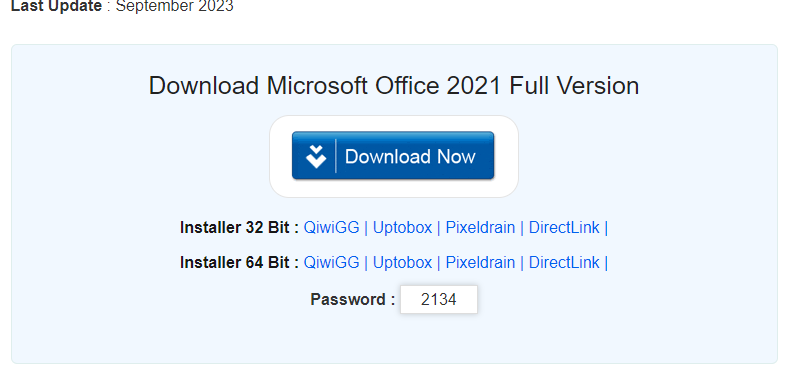 Last Update : September 2023
Download Microsoft Office 2021 Full Version
Download Now
Installer 32 Bit : QiwiGG | Uptobox | Pixeldrain | DirectLink |
Installer 64 Bit : QiwiGG | Uptobox | Pixeldrain | DirectLink |
Password : 2134